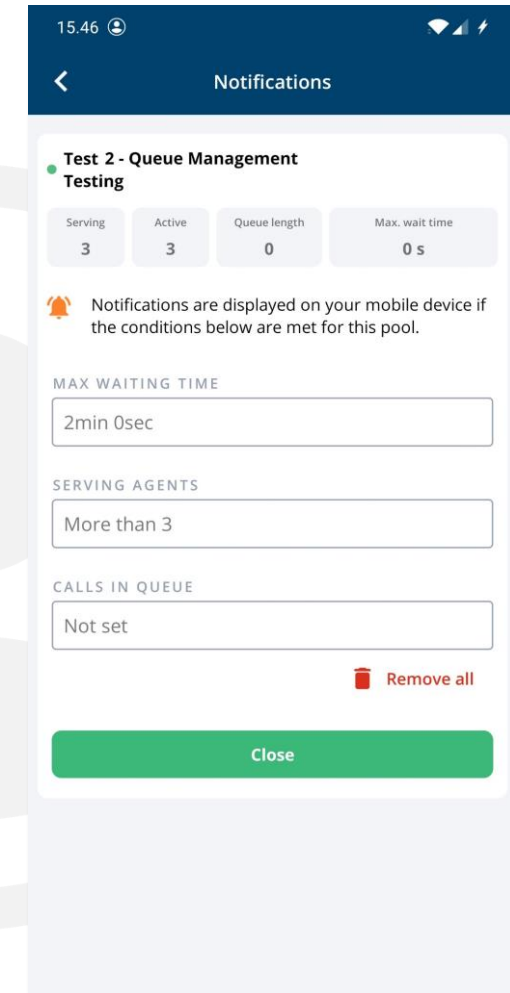 15.46
Notifications
Test 2 - Queue Management
Testing
Serving Active Queue length Max. wait time
3 3 0 0 s
Notifications are displayed on your mobile device if
the conditions below are met for this pool.
MAX WAITING TIME
2min 0sec
SERVING AGENTS
More than 3
CALLS IN QUEUE
Not set
Remove all
Close